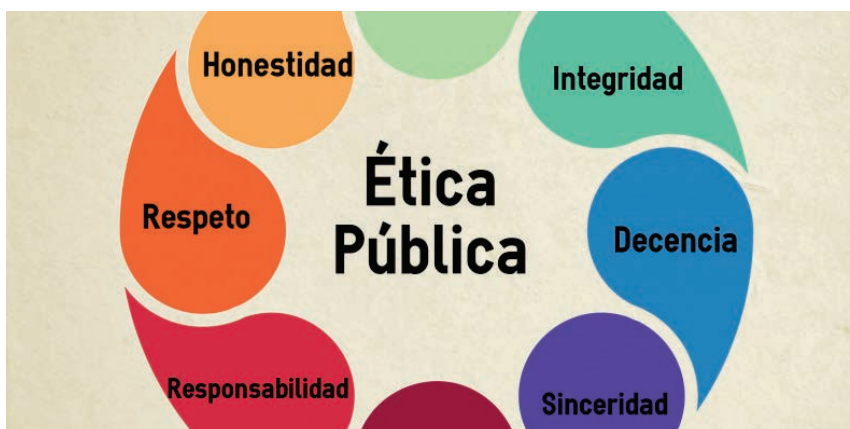 Honestidad
Integridad
Ética
Pública
Respeto
Decencia
Responsabilidad
Sinceridad